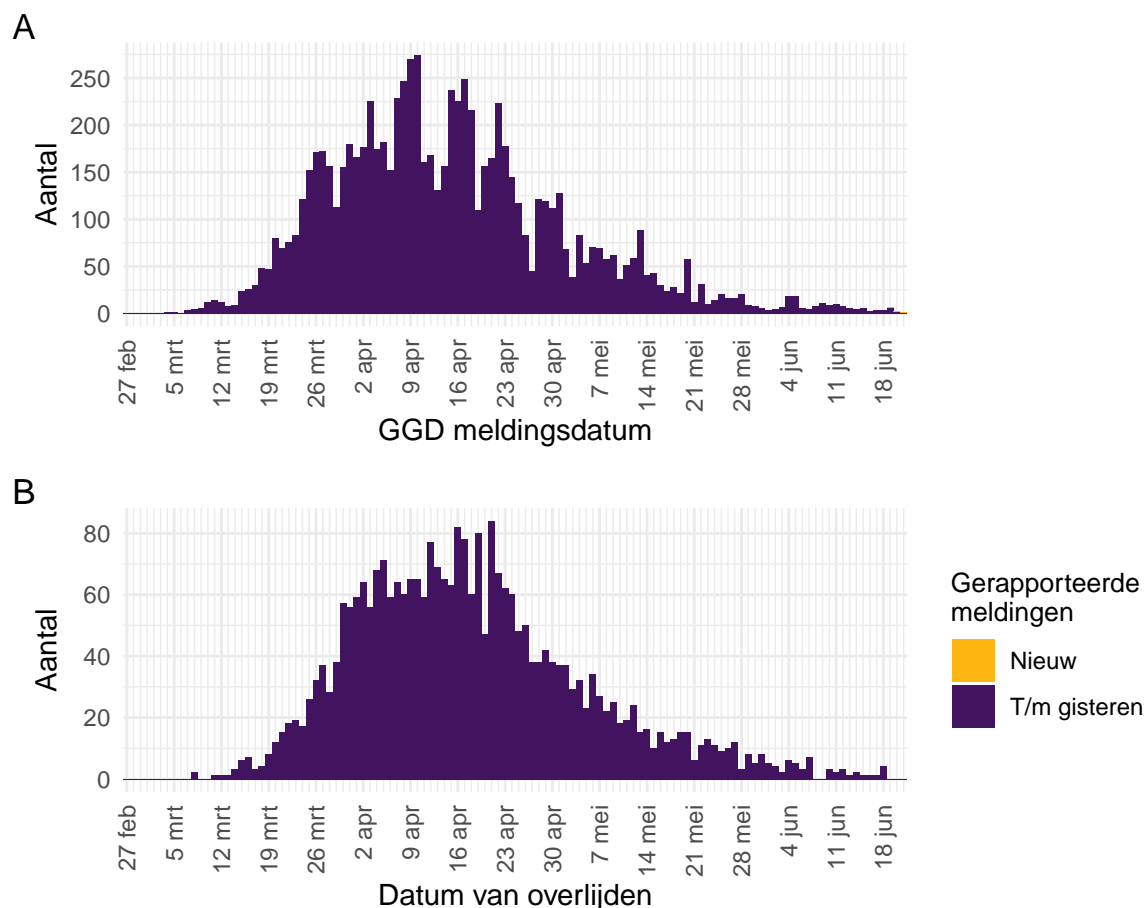 A
Aantal
250
200
150
100
50
0
27 feb
5 mrt
12 mrt
19 mrt
26 mrt
2 apr
9 apr
16 apr
23 apr
30 apr
7 mei
14 mei
21 mei
28 mei
4 jun
11 jun
18 jun
GGD meldingsdatum
B
Aantal
80
60
40
20
0
27 feb
5 mrt
12 mrt
19 mrt
26 mrt
2 apr
9 apr
16 apr
23 apr
30 apr
7 mei
14 mei
21 mei
28 mei
4 jun
11 jun
18 jun
Datum van overlijden
Gerapporteerde
meldingen
Nieuw
T/m gisteren